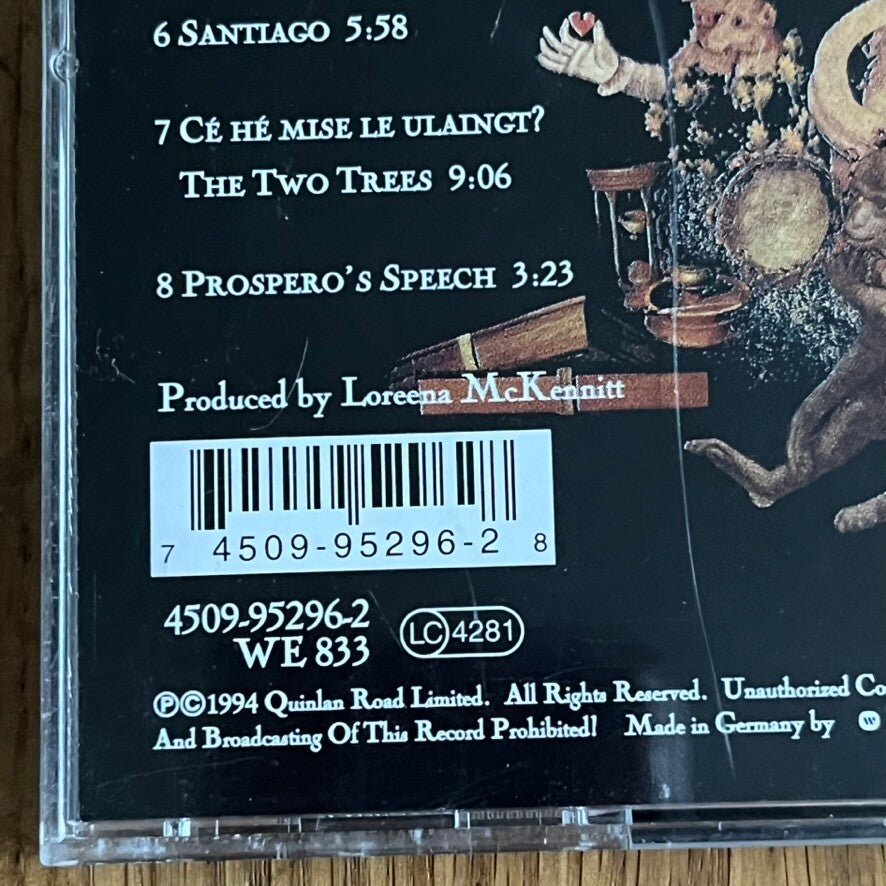 6 Santiago 5:58
7 Cé hé mise le ulaingt?
The Two Trees 9:06
8 Prospero's Speech 3:23
Produced by Loreena McKennitt
7 4509-95296-2 8
4509-95296-2
WE 833
LC 4281
℗©1994 Quinlan Road Limited. All Rights Reserved. Unauthorized Co
And Broadcasting Of This Record Prohibited! Made in Germany by